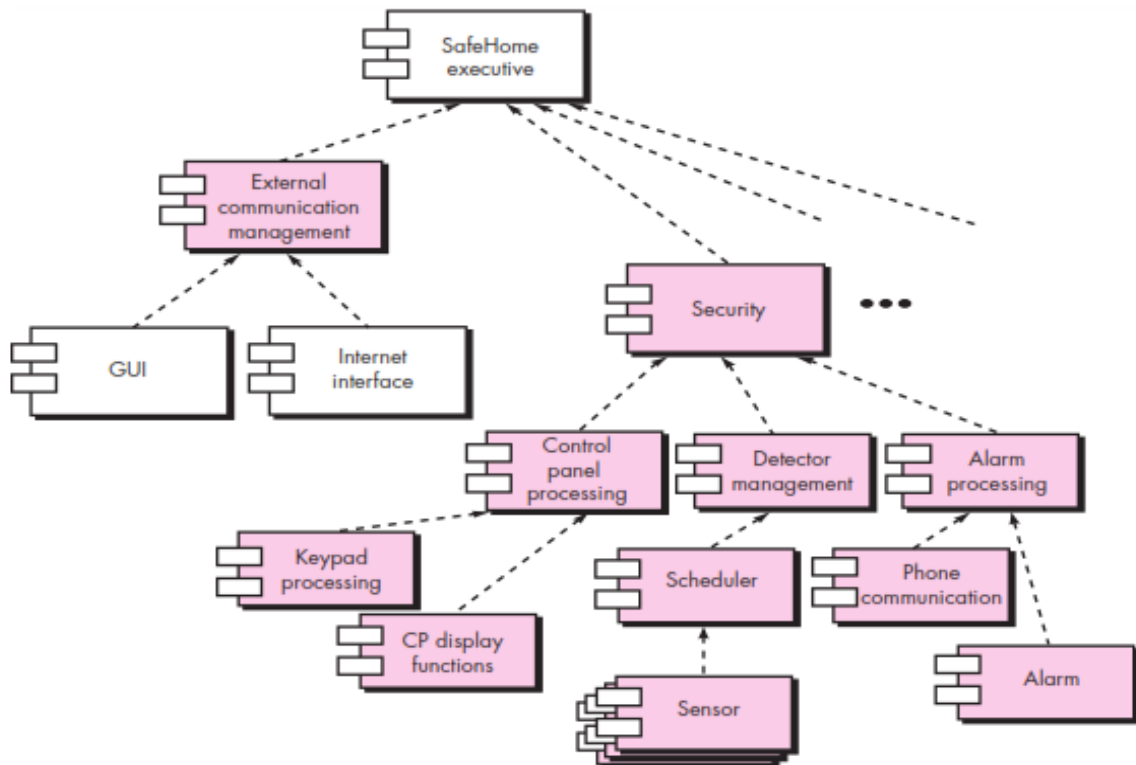 SafeHome
executive
External
communication
management
Security
GUI
Internet
interface
Control
panel
processing
Detector
management
Alarm
processing
Keypad
processing
Scheduler
Phone
communication
CP display
functions
Sensor
Alarm